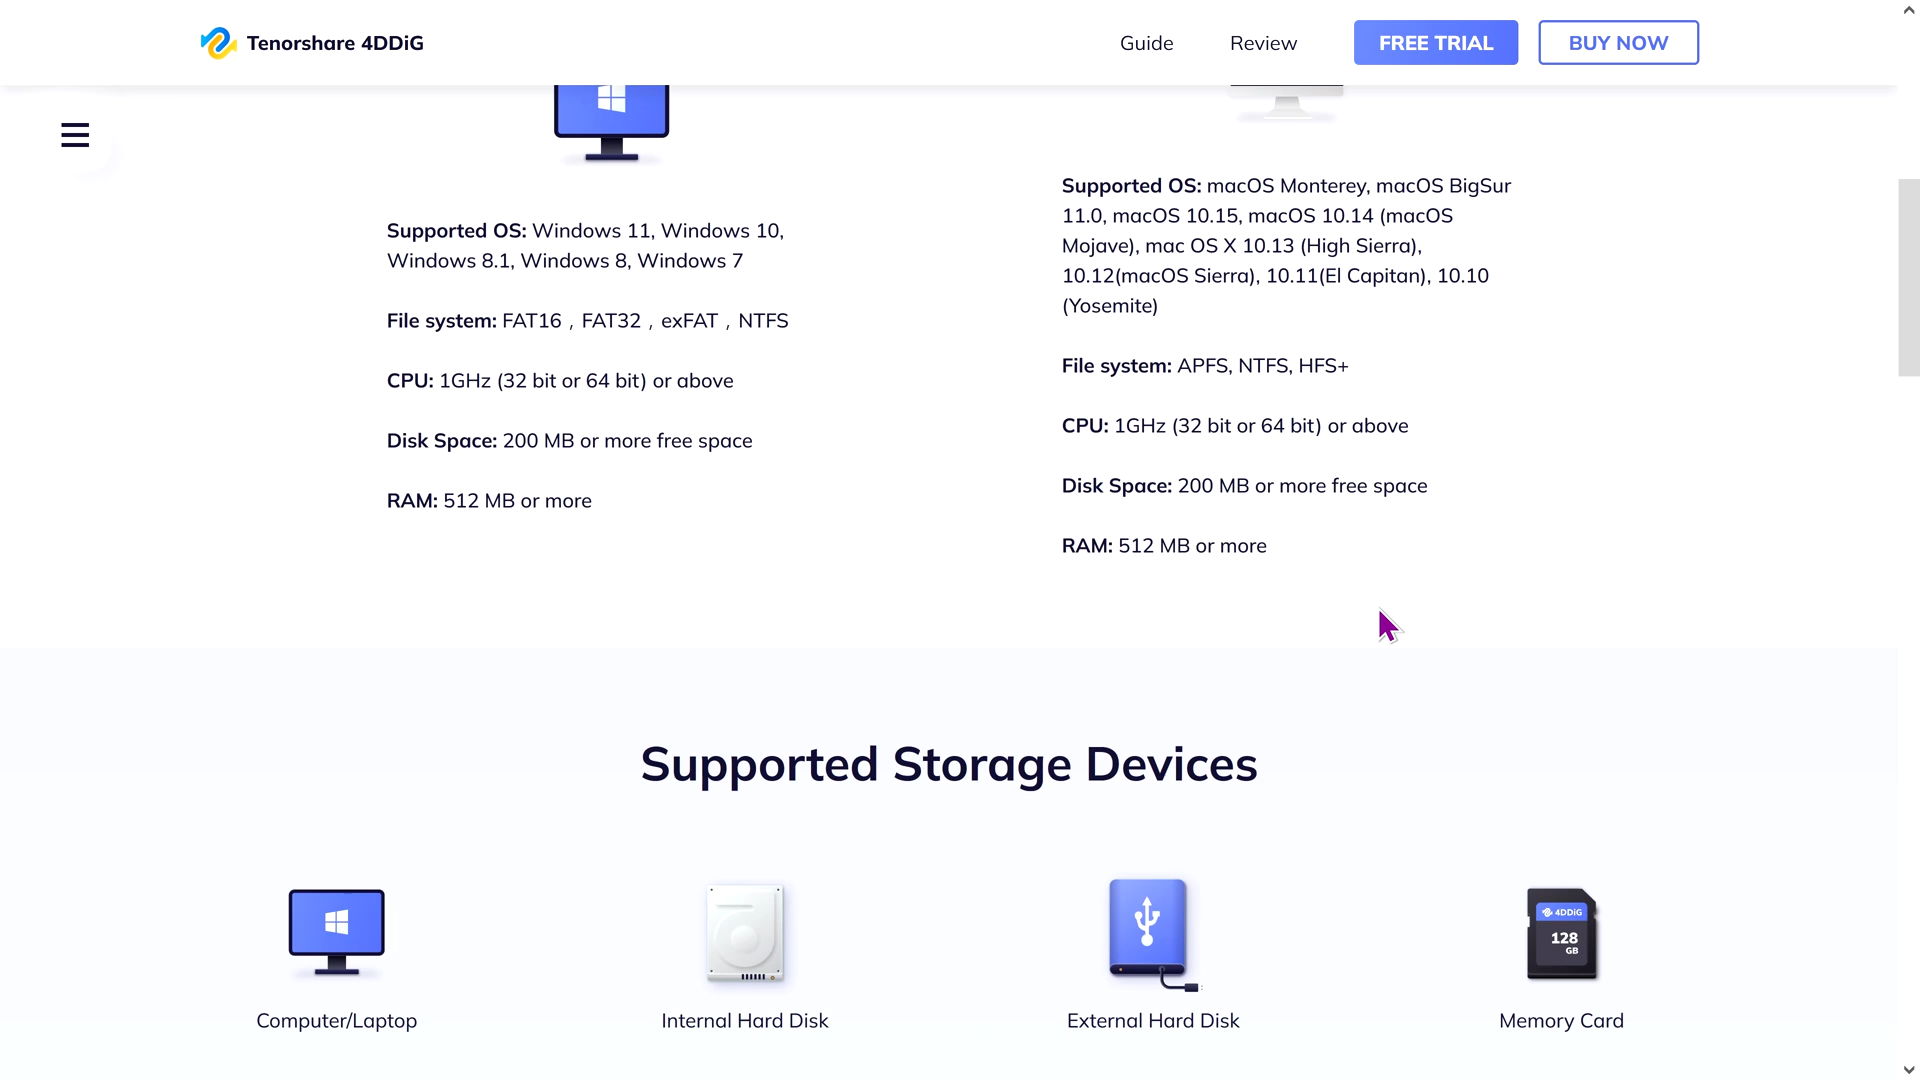 Tenorshare 4DDiG
Guide
Review
FREE TRIAL
BUY NOW
Supported OS: Windows 11, Windows 10,
Windows 8.1, Windows 8, Windows 7
File system: FAT16，FAT32，exFAT，NTFS
CPU: 1GHz (32 bit or 64 bit) or above
Disk Space: 200 MB or more free space
RAM: 512 MB or more
Supported OS: macOS Monterey, macOS BigSur
11.0, macOS 10.15, macOS 10.14 (macOS
Mojave), mac OS X 10.13 (High Sierra),
10.12(macOS Sierra), 10.11(El Capitan), 10.10
(Yosemite)
File system: APFS, NTFS, HFS+
CPU: 1GHz (32 bit or 64 bit) or above
Disk Space: 200 MB or more free space
RAM: 512 MB or more
Supported Storage Devices
4DDiG
128
GB
Computer/Laptop
Internal Hard Disk
External Hard Disk
Memory Card